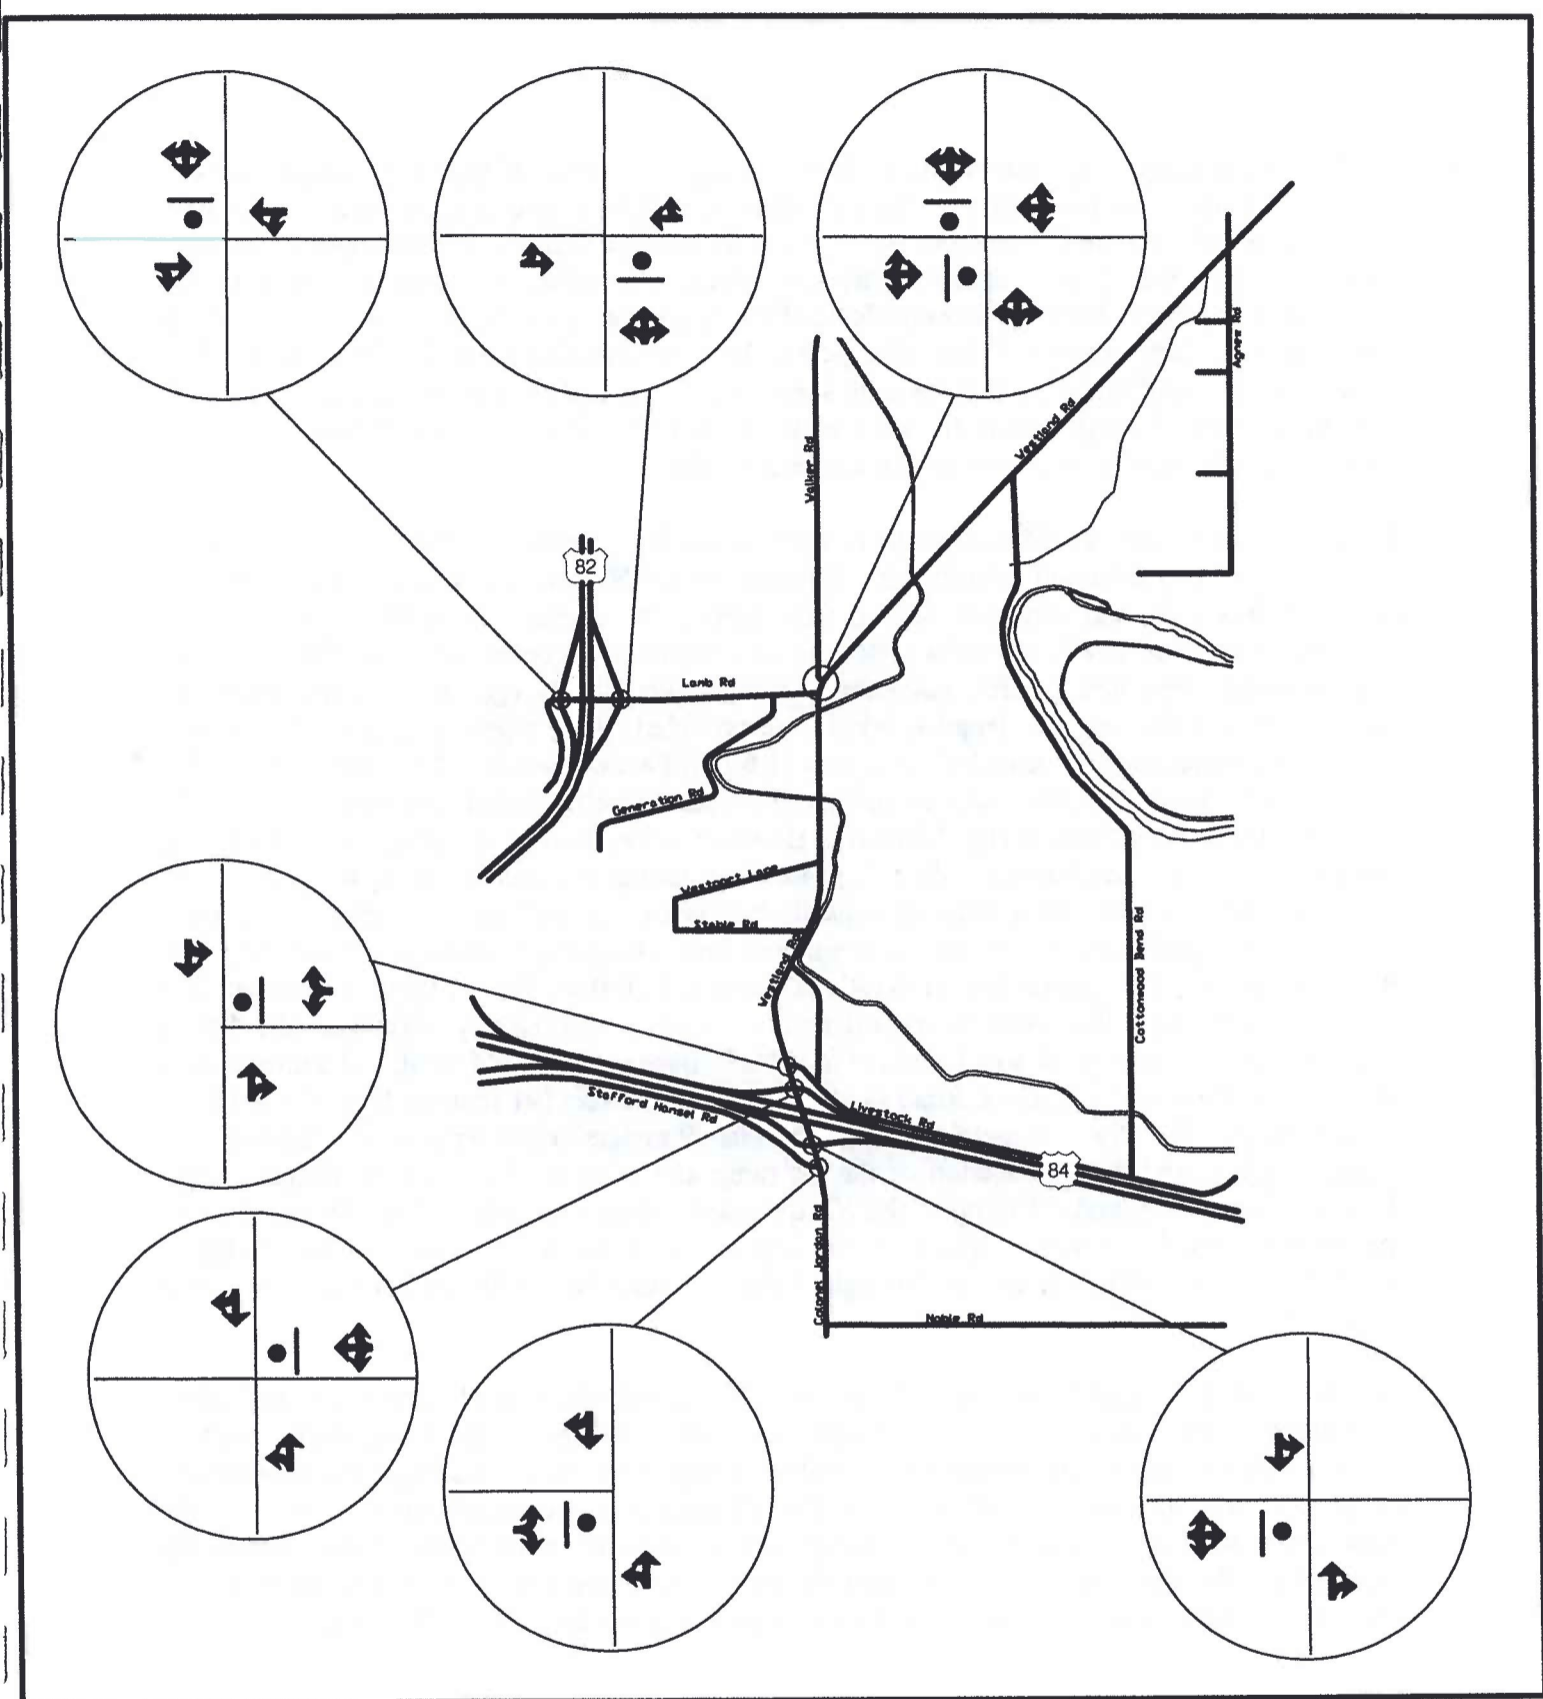 Agnew Rd
Westland Rd
Walker Rd
82
Lamb Rd
Generation Rd
Westport Lane
Stable Rd
Westland Rd
Cottonwood Bend Rd
Stafford Hansel Rd
Livestock Rd
84
Colonel Jordan Rd
Noble Rd